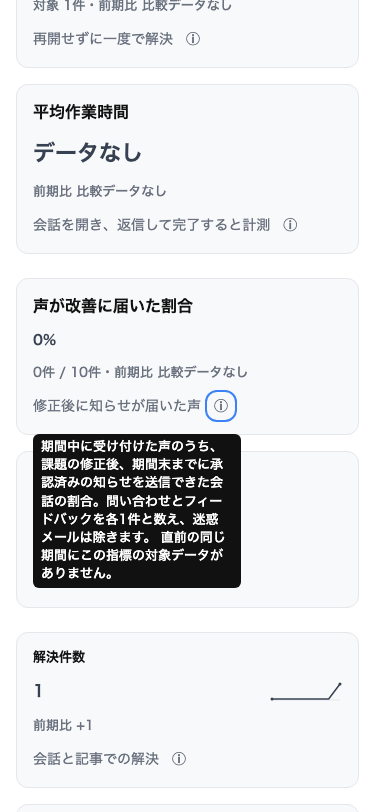 対象 1件・前期比 比較データなし
再開せずに一度で解決 ⓘ
平均作業時間
データなし
前期比 比較データなし
会話を開き、返信して完了すると計測 ⓘ
声が改善に届いた割合
0%
0件 / 10件・前期比 比較データなし
修正後に知らせが届いた声 ⓘ
期間中に受け付けた声のうち、
課題の修正後、期間末までに承
認済みの知らせを送信できた会
話の割合。問い合わせとフィー
ドバックを各1件と数え、迷惑
メールは除きます。 直前の同じ
期間にこの指標の対象データが
ありません。
解決件数
1
前期比 +1
会話と記事での解決 ⓘ